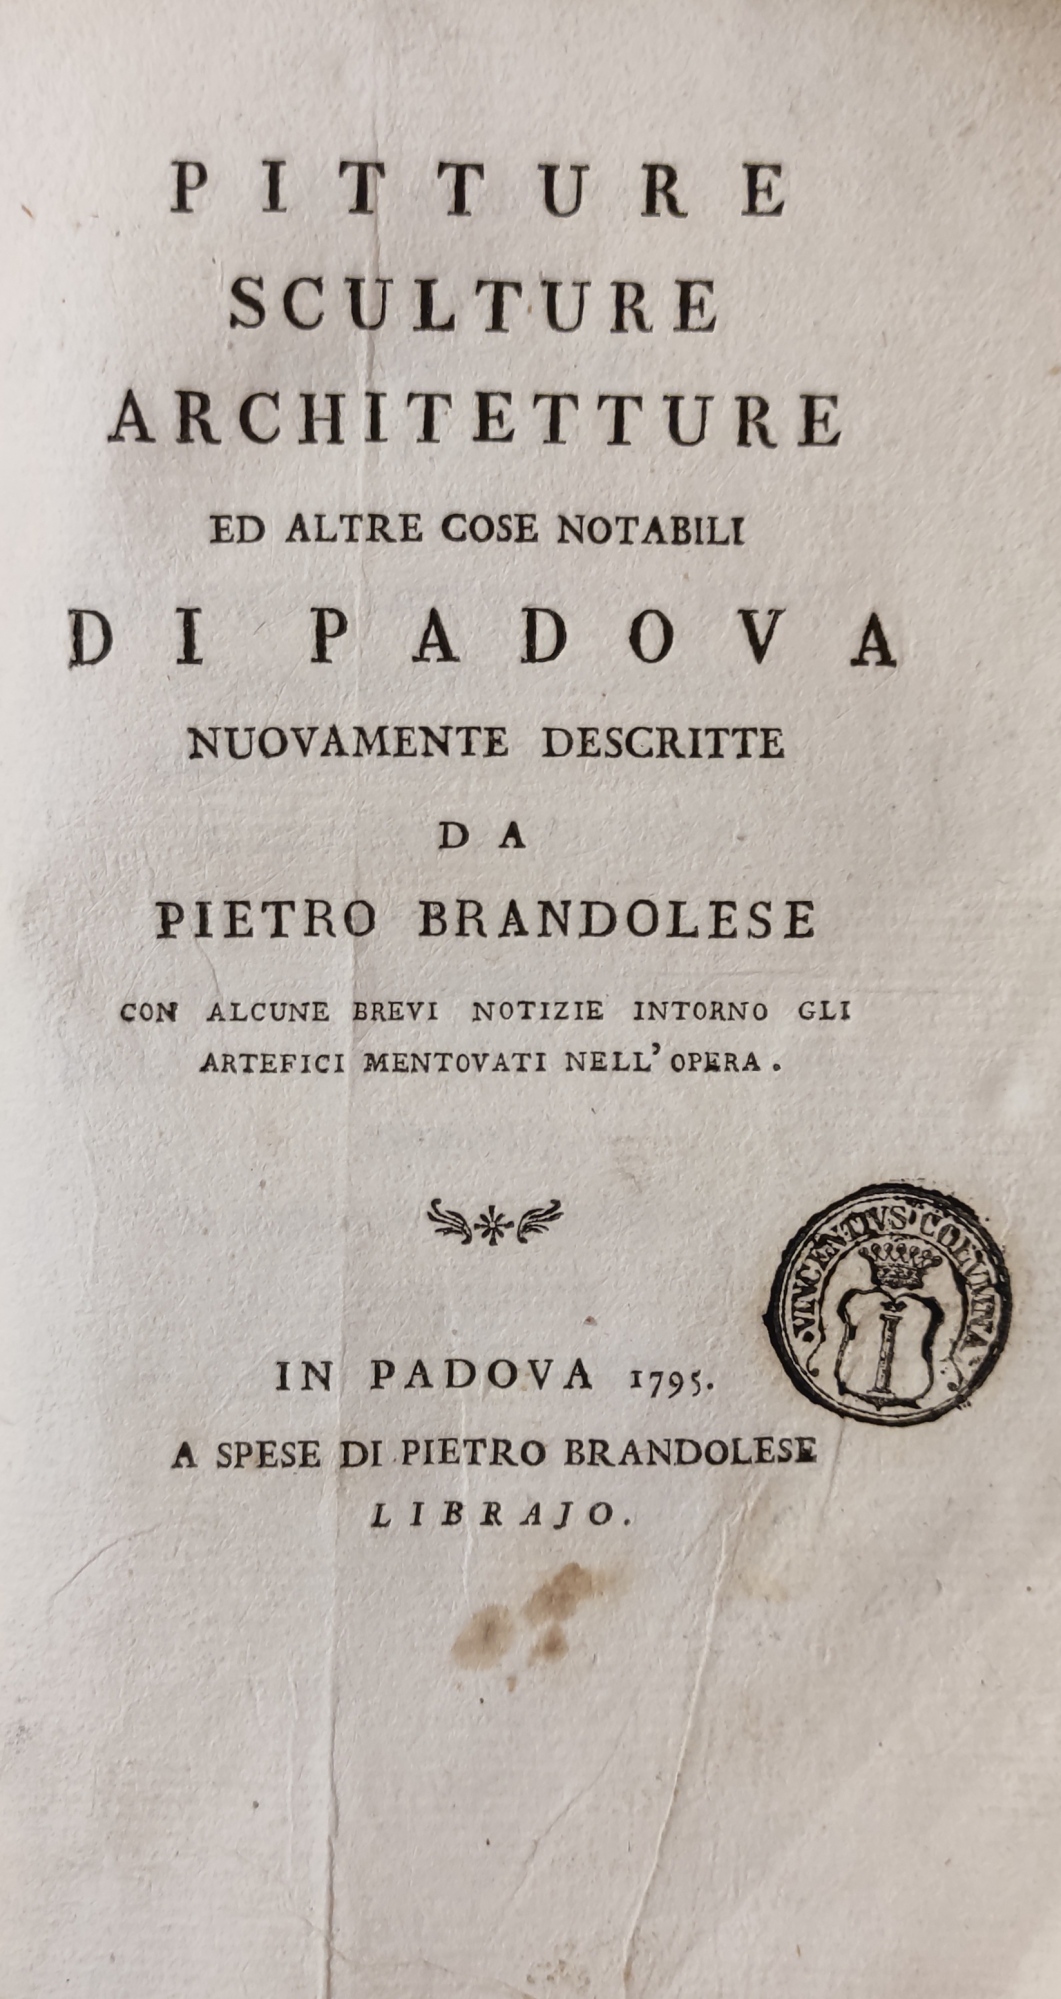 PITTURE
SCULTURE
ARCHITETTURE
ED ALTRE COSE NOTABILI
DI PADOVA
NUOVAMENTE DESCRITTE
DA
PIETRO BRANDOLESE
CON ALCUNE BREVI NOTIZIE INTORNO GLI
ARTEFICI MENTOVATI NELL' OPERA.
·VINCENTIVS·COLVMNA·
IN PADOVA 1795.
A SPESE DI PIETRO BRANDOLESE
LIBRAJO.